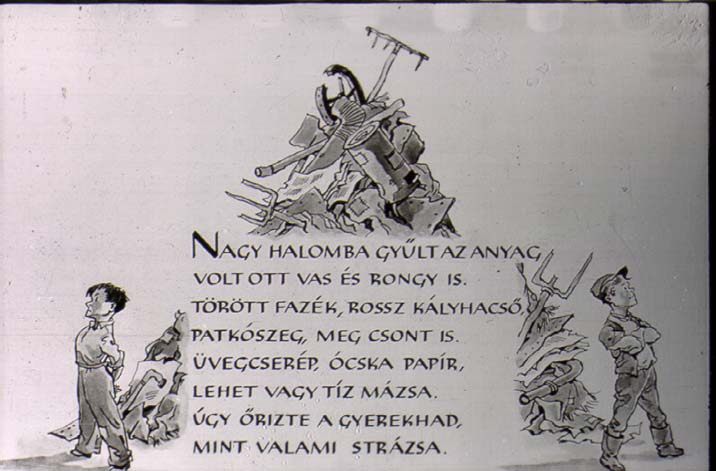 NAGY HALOMBA GYŰLT AZ ANYAG
VOLT OTT VAS ÉS RONGY IS.
TÖRÖTT FAZÉK, ROSSZ KÁLYHACSŐ,
PATKÓSZEG, MEG CSONT IS.
ÜVEGCSERÉP, ÓCSKA PAPÍR,
LEHET VAGY TÍZ MÁZSA.
ÚGY ŐRIZTE A GYEREKHAD,
MINT VALAMI STRÁZSA.